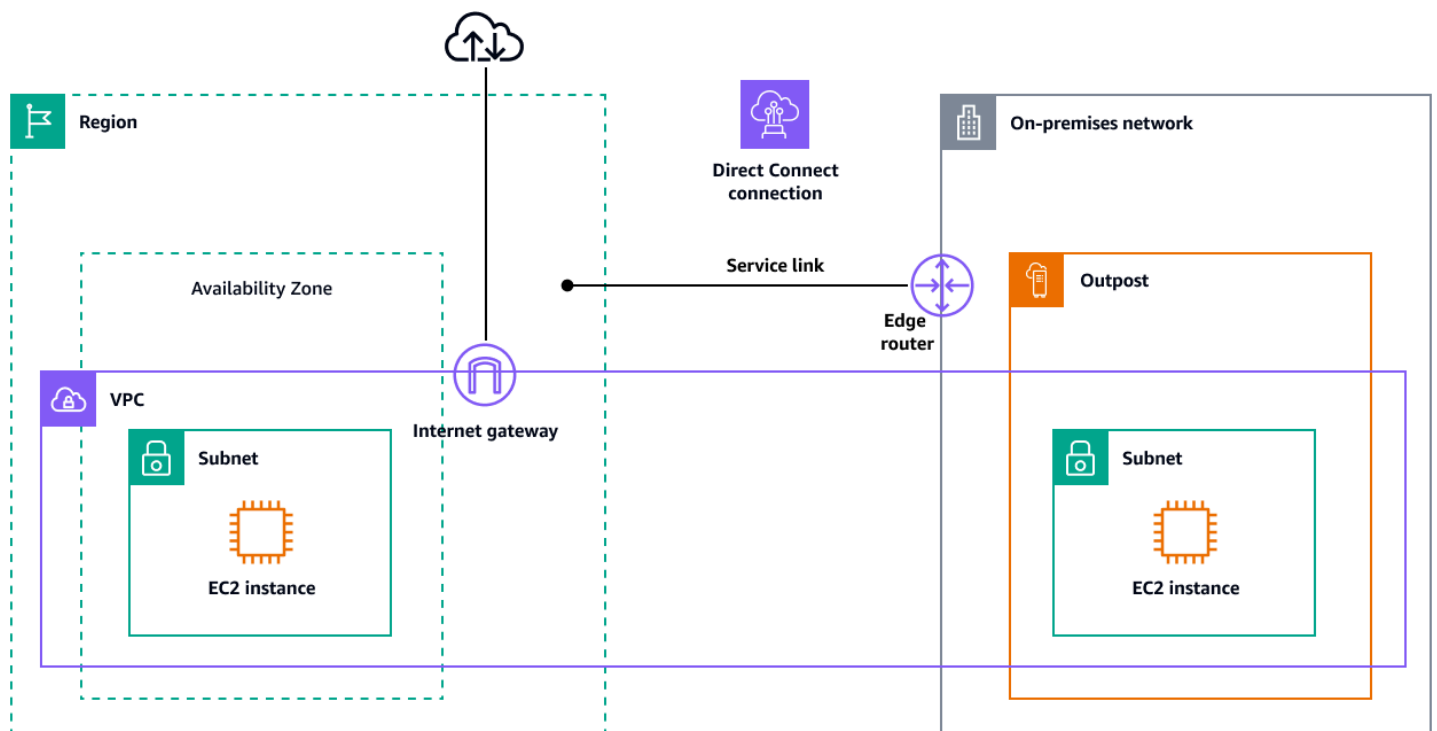 Region
Direct Connect
connection
On-premises network
Availability Zone
Service link
Edge
router
Outpost
VPC
Internet gateway
Subnet
EC2 instance
Subnet
EC2 instance